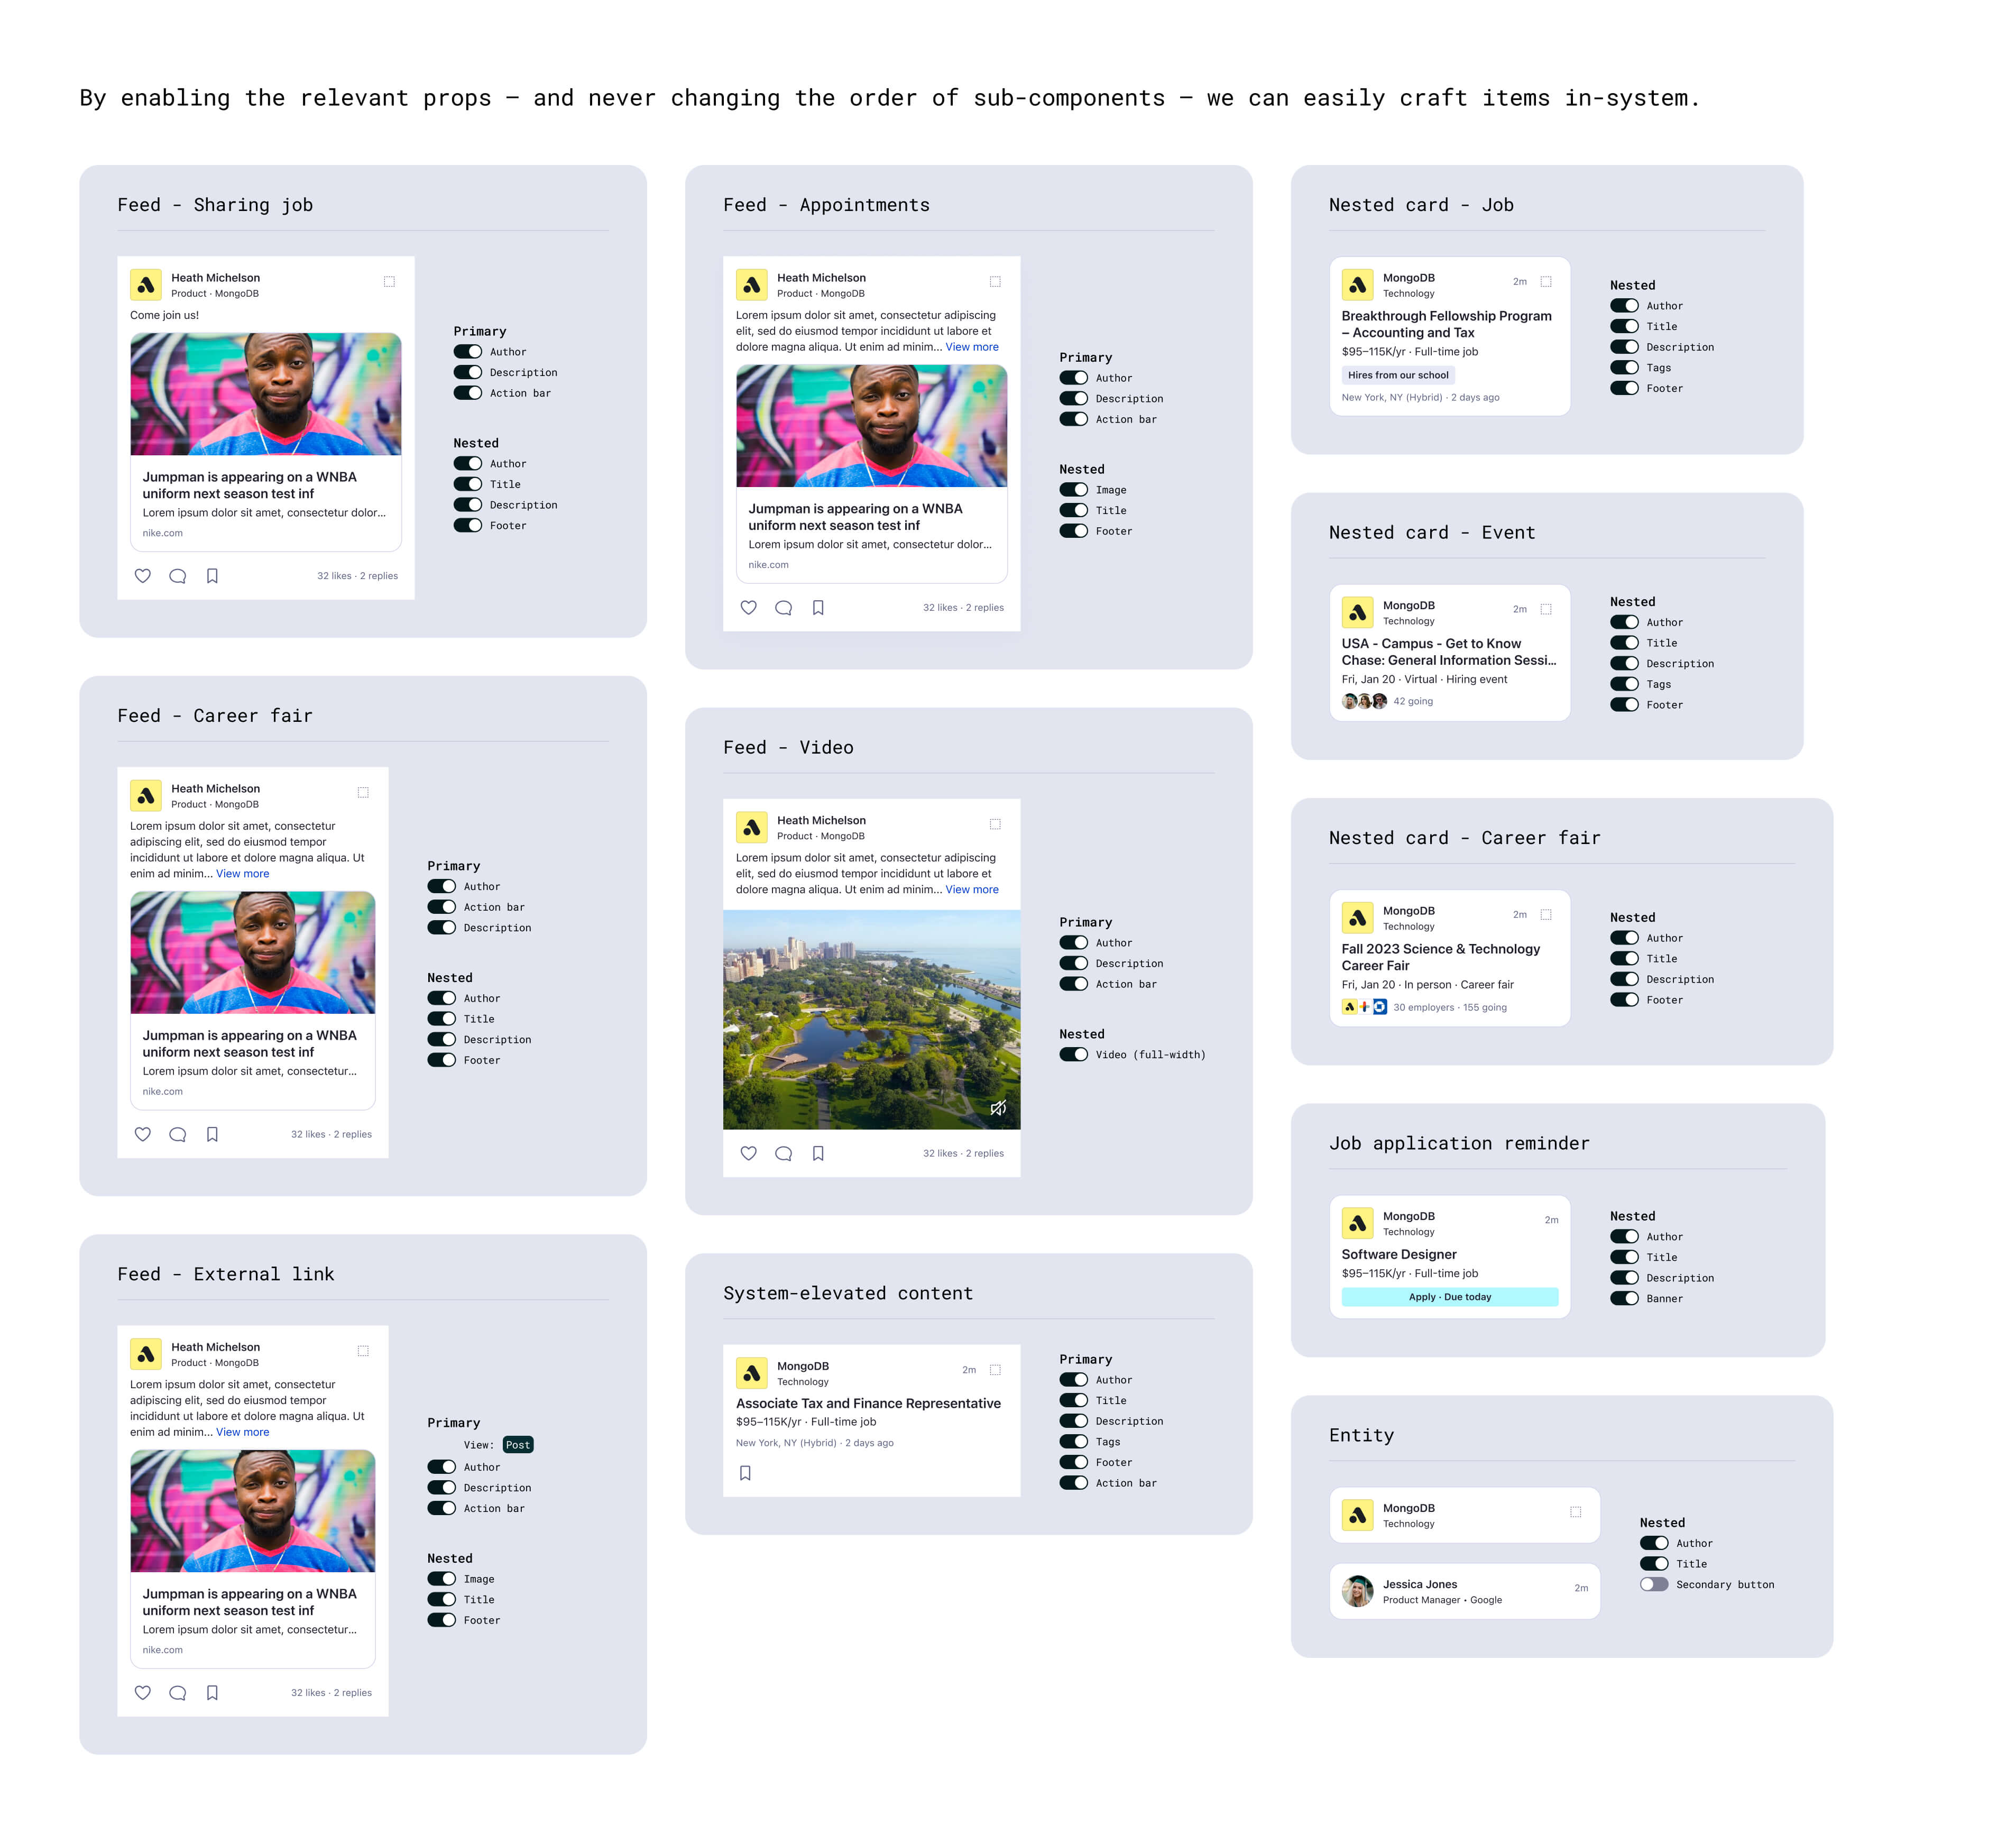 By enabling the relevant props – and never changing the order of sub-components – we can easily craft items in-system.
Feed - Sharing job
Heath Michelson
Product · MongoDB
Come join us!
Jumpman is appearing on a WNBA
uniform next season test inf
Lorem ipsum dolor sit amet, consectetur dolor...
nike.com
32 likes · 2 replies
Primary
Author
Description
Action bar
Nested
Author
Title
Description
Footer
Feed - Career fair
Heath Michelson
Product · MongoDB
Lorem ipsum dolor sit amet, consectetur
adipiscing elit, sed do eiusmod tempor
incididunt ut labore et dolore magna aliqua. Ut
enim ad minim... View more
Jumpman is appearing on a WNBA
uniform next season test inf
Lorem ipsum dolor sit amet, consectetur...
nike.com
32 likes · 2 replies
Primary
Author
Action bar
Description
Nested
Author
Title
Description
Footer
Feed - External link
Heath Michelson
Product · MongoDB
Lorem ipsum dolor sit amet, consectetur
adipiscing elit, sed do eiusmod tempor
incididunt ut labore et dolore magna aliqua. Ut
enim ad minim... View more
Jumpman is appearing on a WNBA
uniform next season test inf
Lorem ipsum dolor sit amet, consectetur...
nike.com
32 likes · 2 replies
Primary
View: Post
Author
Description
Action bar
Nested
Image
Title
Footer
Feed - Appointments
Heath Michelson
Product · MongoDB
Lorem ipsum dolor sit amet, consectetur adipiscing
elit, sed do eiusmod tempor incididunt ut labore et
dolore magna aliqua. Ut enim ad minim... View more
Jumpman is appearing on a WNBA
uniform next season test inf
Lorem ipsum dolor sit amet, consectetur dolor...
nike.com
32 likes · 2 replies
Primary
Author
Description
Action bar
Nested
Image
Title
Footer
Feed - Video
Heath Michelson
Product · MongoDB
Lorem ipsum dolor sit amet, consectetur adipiscing
elit, sed do eiusmod tempor incididunt ut labore et
dolore magna aliqua. Ut enim ad minim... View more
32 likes · 2 replies
Primary
Author
Description
Action bar
Nested
Video (full-width)
System-elevated content
MongoDB
Technology
2m
Associate Tax and Finance Representative
$95–115K/yr · Full-time job
New York, NY (Hybrid) · 2 days ago
Primary
Author
Title
Description
Tags
Footer
Action bar
Nested card - Job
MongoDB
Technology
2m
Breakthrough Fellowship Program
– Accounting and Tax
$95–115K/yr · Full-time job
Hires from our school
New York, NY (Hybrid) · 2 days ago
Nested
Author
Title
Description
Tags
Footer
Nested card - Event
MongoDB
Technology
2m
USA - Campus - Get to Know
Chase: General Information Sessi...
Fri, Jan 20 · Virtual · Hiring event
42 going
Nested
Author
Title
Description
Tags
Footer
Nested card - Career fair
MongoDB
Technology
2m
Fall 2023 Science & Technology
Career Fair
Fri, Jan 20 · In person · Career fair
30 employers · 155 going
Nested
Author
Title
Description
Footer
Job application reminder
MongoDB
Technology
2m
Software Designer
$95–115K/yr · Full-time job
Apply · Due today
Nested
Author
Title
Description
Banner
Entity
MongoDB
Technology
Jessica Jones
Product Manager • Google
2m
Nested
Author
Title
Secondary button